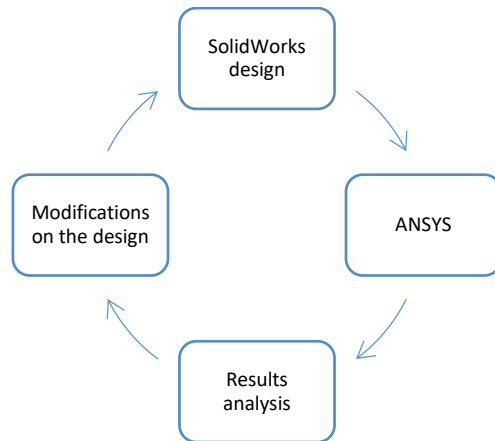 SolidWorks
design
ANSYS
Results
analysis
Modifications
on the design